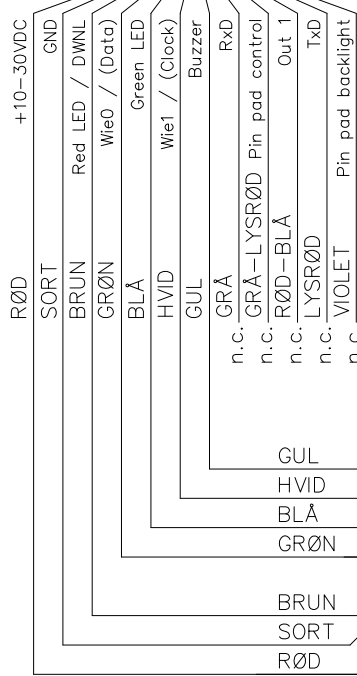 +10-30VDC
GND
Red LED / DWNL
Wie0 / (Data)
Green LED
Wie1 / (Clock)
Buzzer
RxD
Pin pad control
Out 1
TxD
Pin pad backlight
RØD
SORT
BRUN
GRØN
BLÅ
HVID
GUL
GRÅ
GRÅ-LYSRØD
RØD-BLÅ
LYSRØD
VIOLET
n.c.
n.c.
n.c.
n.c.
n.c
GUL
HVID
BLÅ
GRØN
BRUN
SORT
RØD